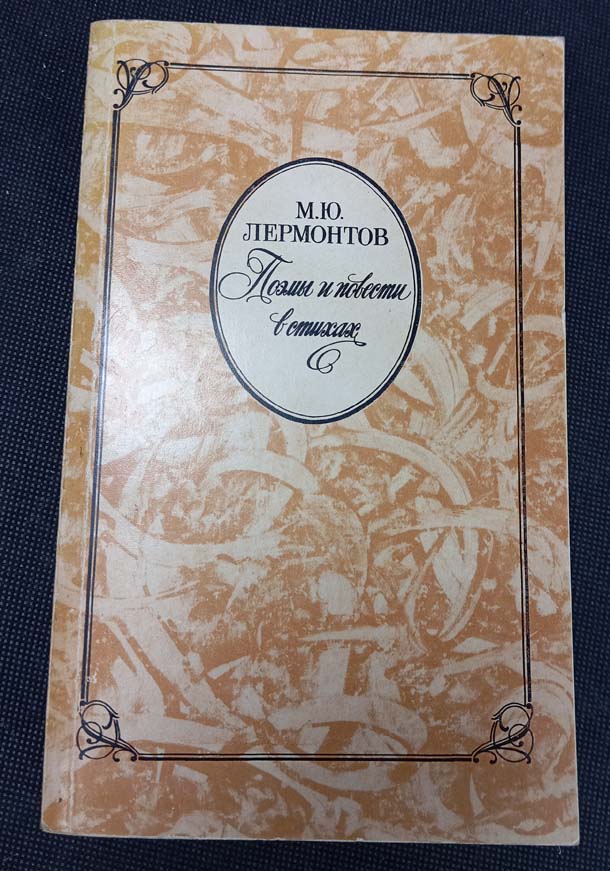 М.Ю.
ЛЕРМОНТОВ
Поэмы и повести
в стихах